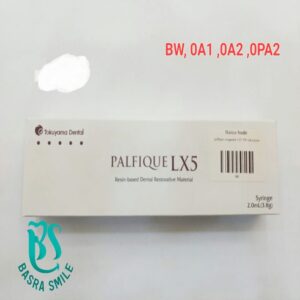 BW, 0A1 ,0A2 ,0PA2
Tokuyama Dental
PALFIQUE LX5
Resin-based Dental Restorative Material
Syringe
2.0mL(3.8g)
BS
BASRA SMILE